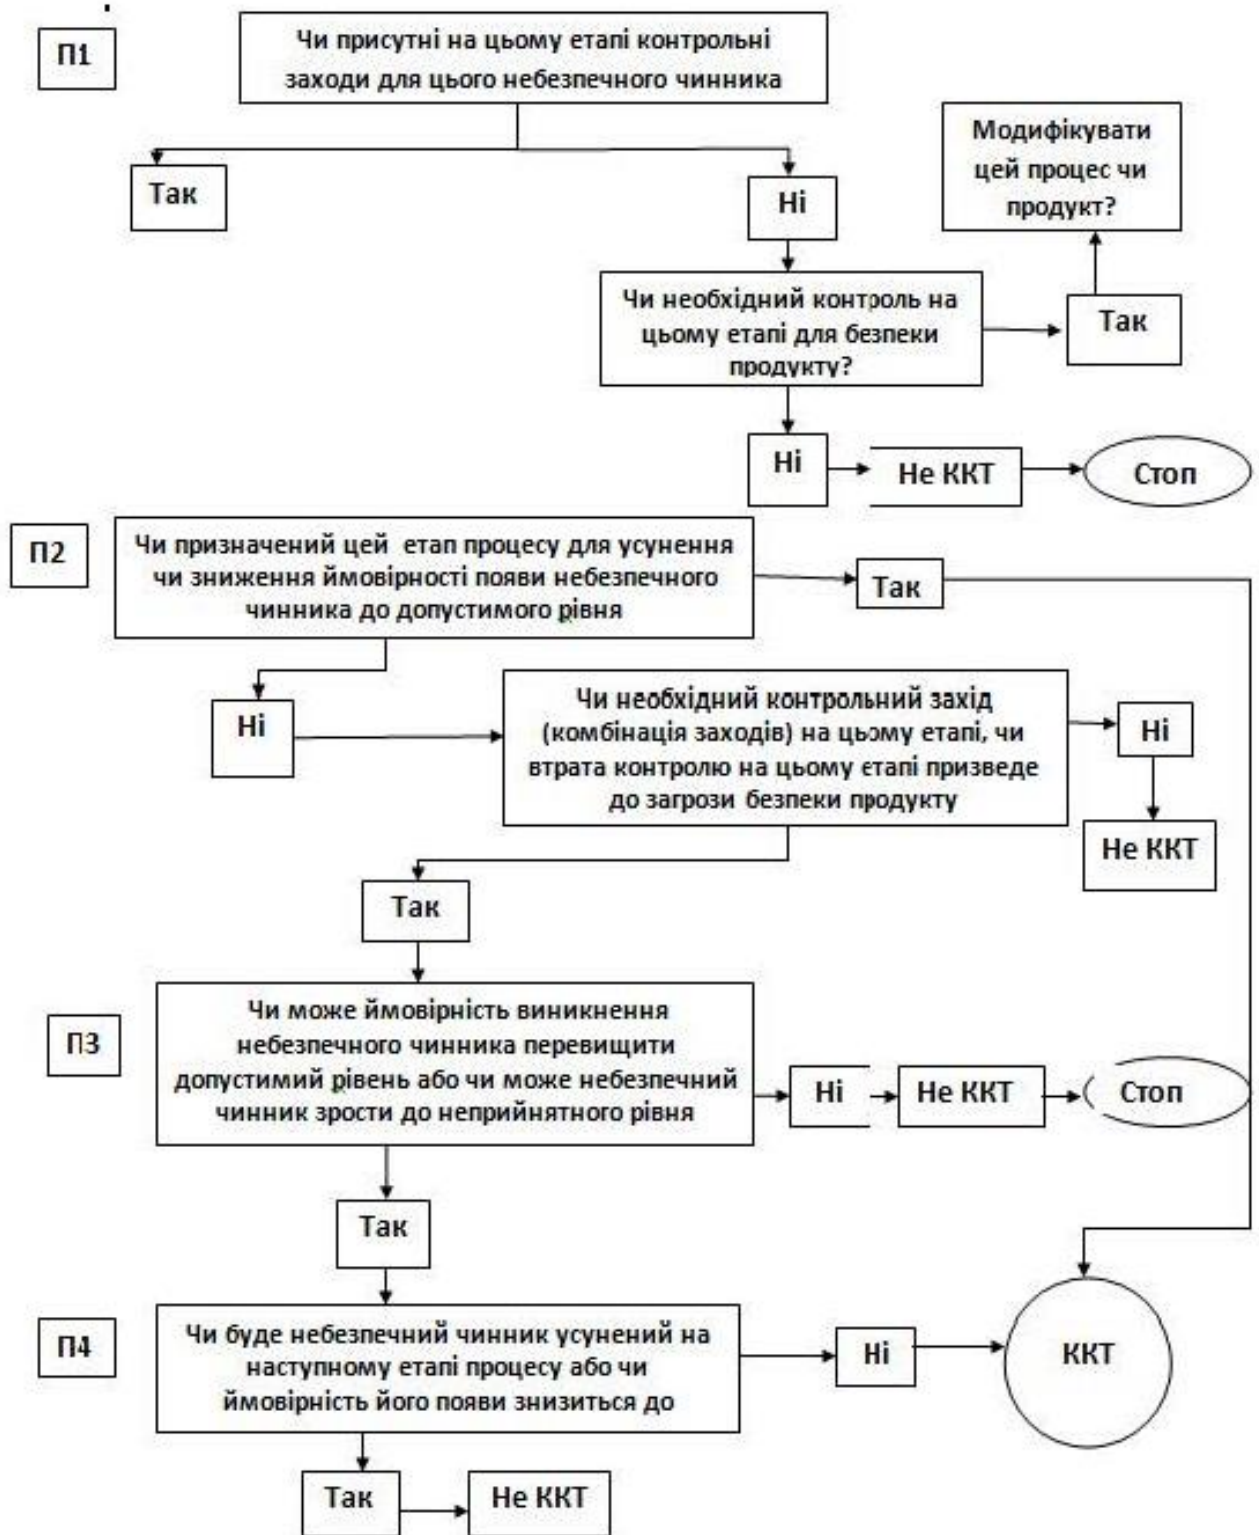 П1
Чи присутні на цьому етапі контрольні
заходи для цього небезпечного чинника
Модифікувати
цей процес чи
продукт?
Так
Ні
Чи необхідний контроль на
цьому етапі для безпеки
продукту?
Так
Ні
Не ККТ
Стоп
П2
Чи призначений цей етап процесу для усунення
чи зниження ймовірності появи небезпечного
чинника до допустимого рівня
Так
Ні
Чи необхідний контрольний захід
(комбінація заходів) на цьому етапі, чи
втрата контролю на цьому етапі призведе
до загрози безпеки продукту
Ні
Не ККТ
Так
П3
Чи може ймовірність виникнення
небезпечного чинника перевищити
допустимий рівень або чи може небезпечний
чинник зрости до неприйнятного рівня
Ні
Не ККТ
Стоп
Так
П4
Чи буде небезпечний чинник усунений на
наступному етапі процесу або чи
ймовірність його появи знизиться до
Ні
ККТ
Так
Не ККТ